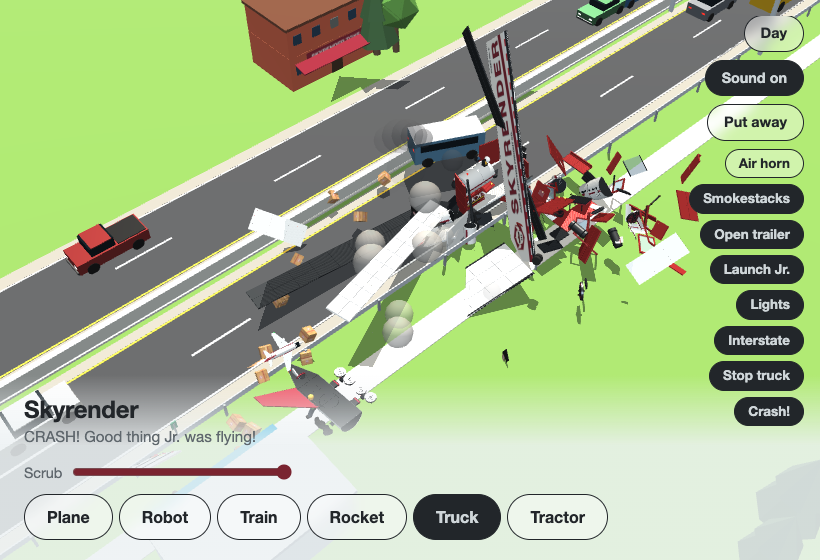 Day
Sound on
Put away
Air horn
Smokestacks
Open trailer
Launch Jr.
Lights
Interstate
Stop truck
Crash!
SKYRENDER
Skyrender
CRASH! Good thing Jr. was flying!
Scrub
Plane
Robot
Train
Rocket
Truck
Tractor